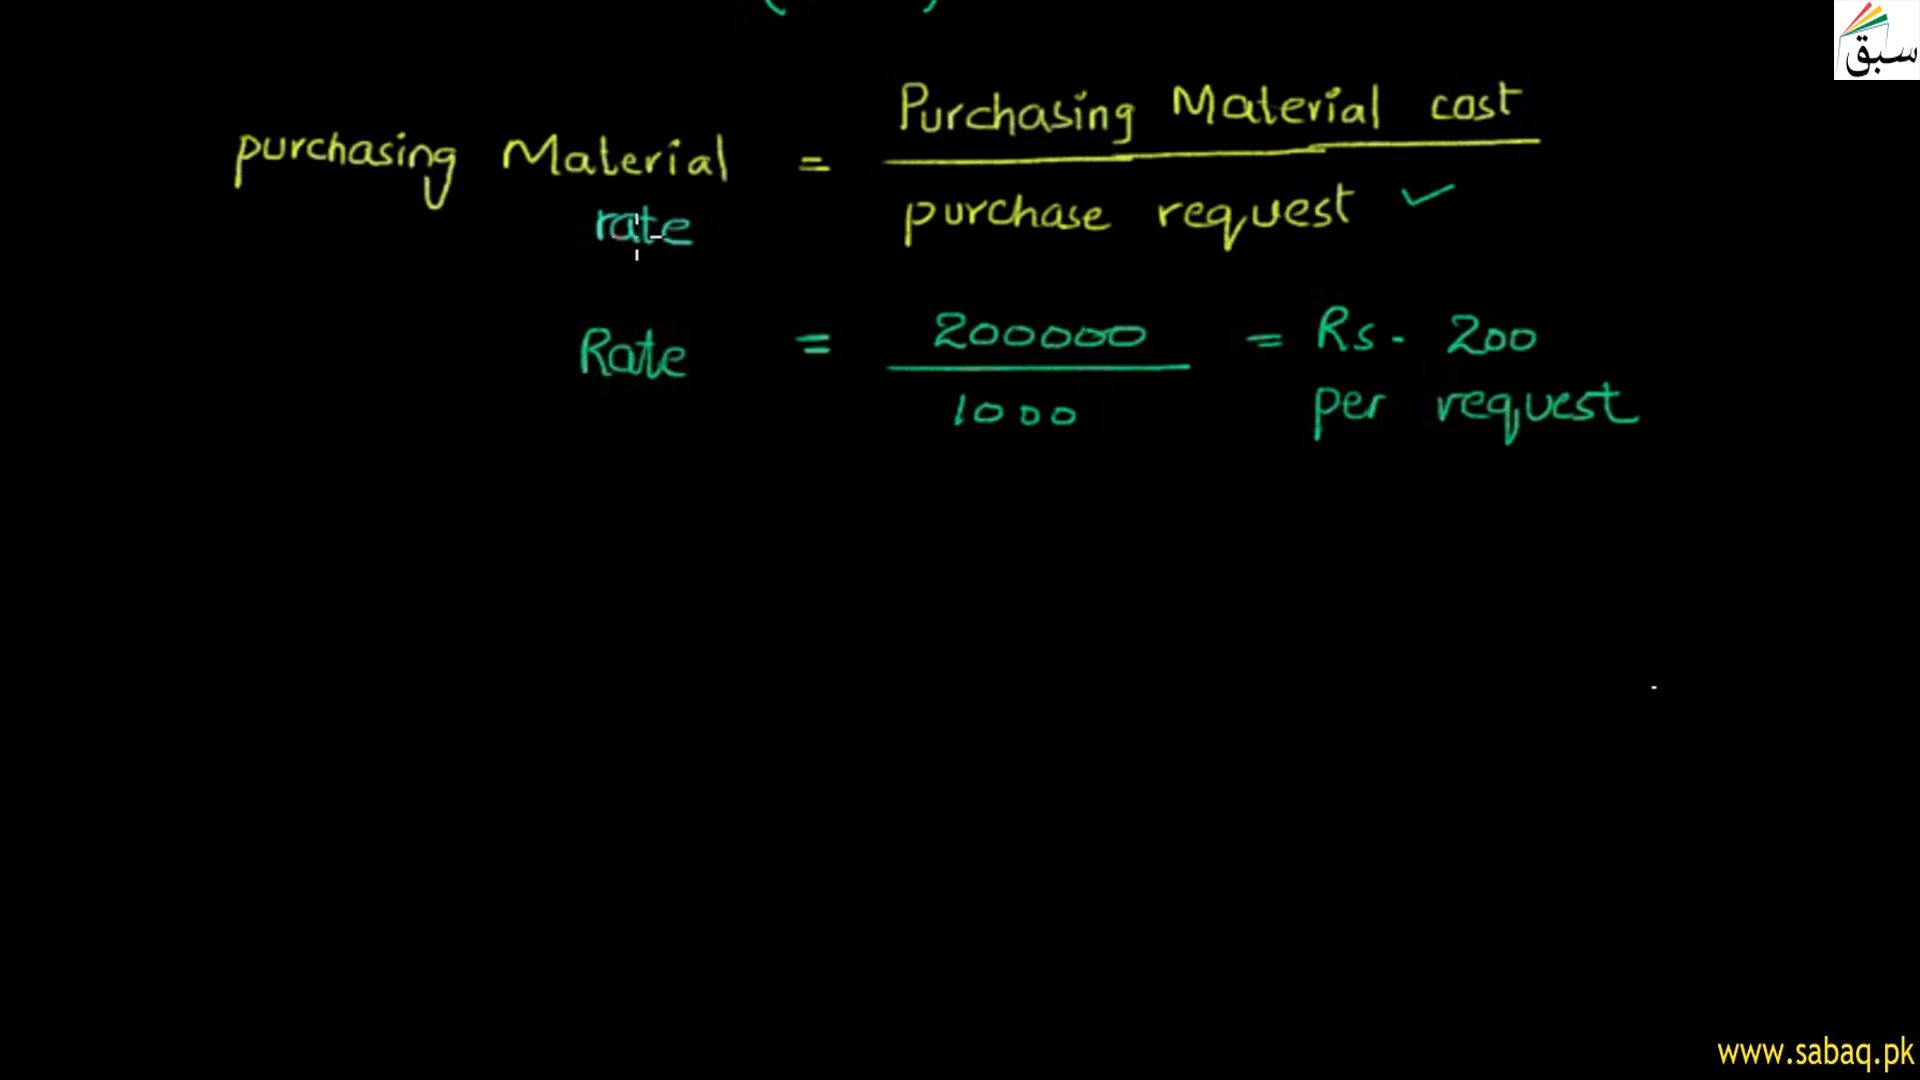 سبق
Purchasing Material cost
purchasing Material =
purchase request ✓
rate
Rate = 200000 = Rs - 200
1000 per request
www.sabaq.pk